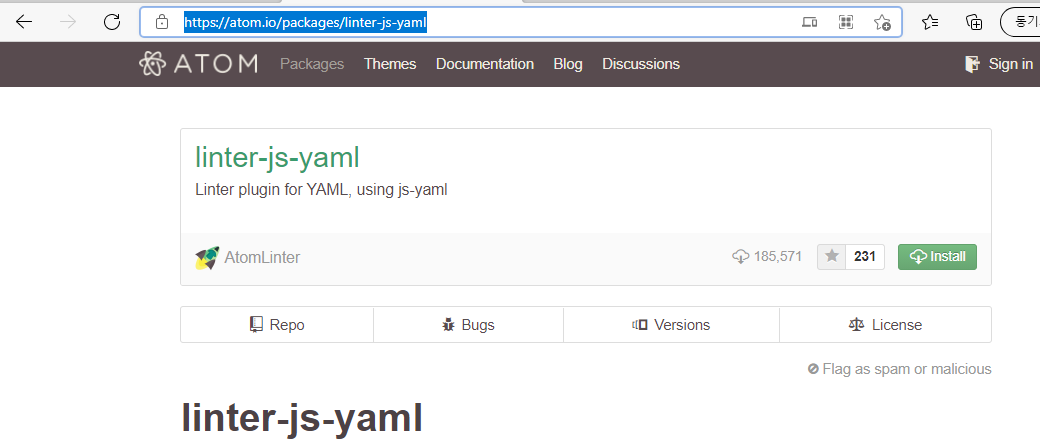 https://atom.io/packages/linter-js-yaml
동기
ATOM Packages Themes Documentation Blog Discussions Sign in
linter-js-yaml
Linter plugin for YAML, using js-yaml
AtomLinter 185,571 231 Install
Repo Bugs Versions License
Flag as spam or malicious
linter-js-yaml